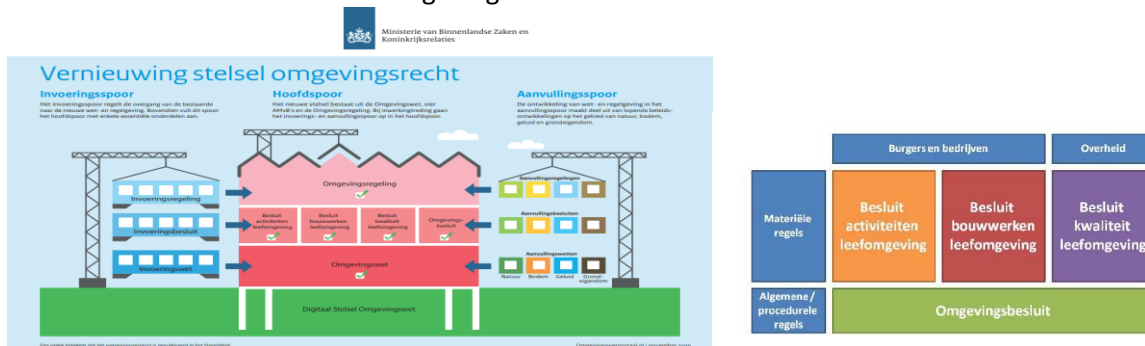 Ministerie van Binnenlandse Zaken en
Koninkrijksrelaties
Vernieuwing stelsel omgevingsrecht
Invoeringsspoor
Het invoeringsspoor regelt de overgang van de bestaande
naar de nieuwe wet- en regelgeving. Bovendien vult dit spoor
het hoofdspoor met enkele essentiële onderdelen aan.
Hoofdspoor
Het nieuwe stelsel bestaat uit de Omgevingswet, vier
AMvB's en de Omgevingsregeling. Bij inwerkingtreding gaan
het invoerings- en aanvullingsspoor op in het hoofdspoor.
Aanvullingsspoor
De ontwikkeling van wet- en regelgeving in het
aanvullingsspoor maakt deel uit van lopende beleids-
ontwikkelingen op het gebied van natuur, bodem,
geluid en grondeigendom.
Invoeringsregeling
Invoeringsbesluit
Invoeringswet
Omgevingsregeling
Besluit
activiteiten
leefomgeving
Besluit
bouwwerken
leefomgeving
Besluit
kwaliteit
leefomgeving
Omgevings-
besluit
Omgevingswet
Digitaal Stelsel Omgevingswet
Aanvullingsregelingen
Aanvullingsbesluiten
Aanvullingswetten
Natuur
Bodem
Geluid
Grond-
eigendom
Burgers en bedrijven
Overheid
Materiële
regels
Besluit
activiteiten
leefomgeving
Besluit
bouwwerken
leefomgeving
Besluit
kwaliteit
leefomgeving
Algemene /
procedurele
regels
Omgevingsbesluit